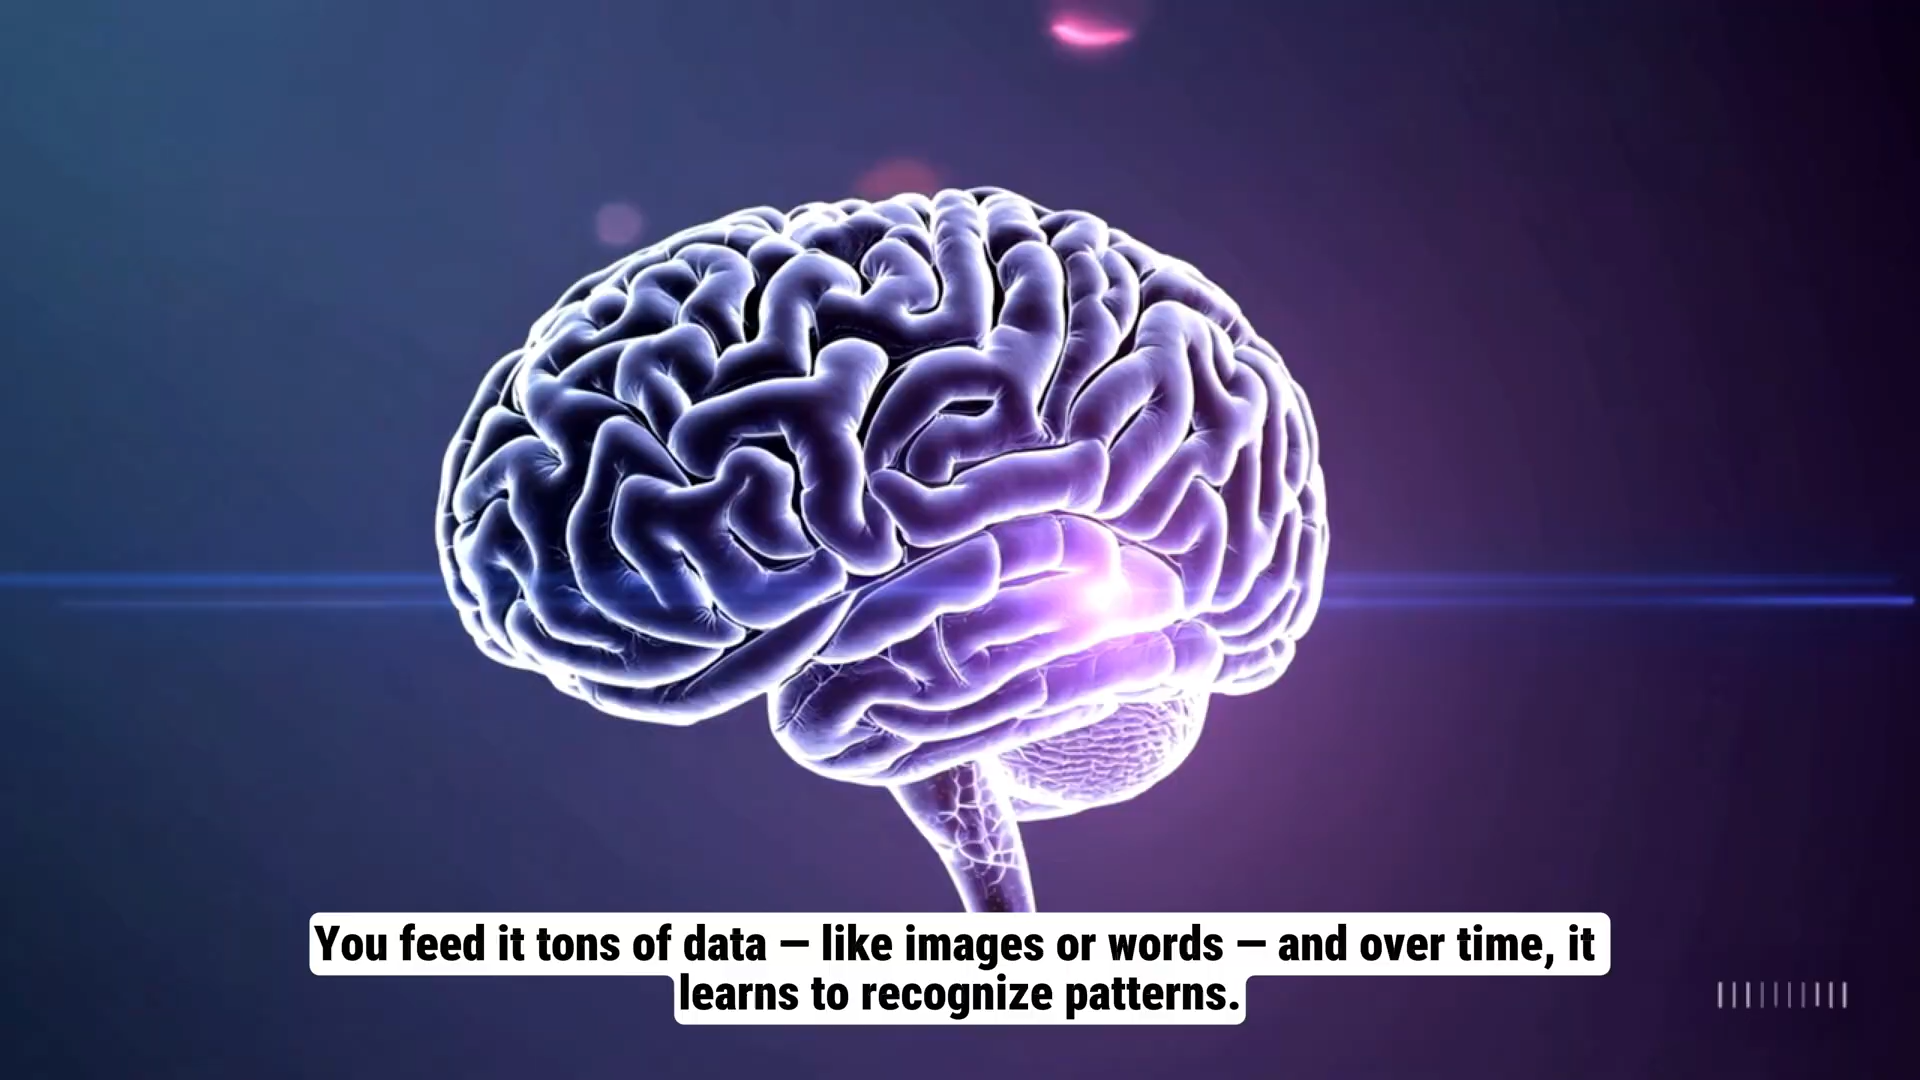 You feed it tons of data — like images or words — and over time, it
learns to recognize patterns.